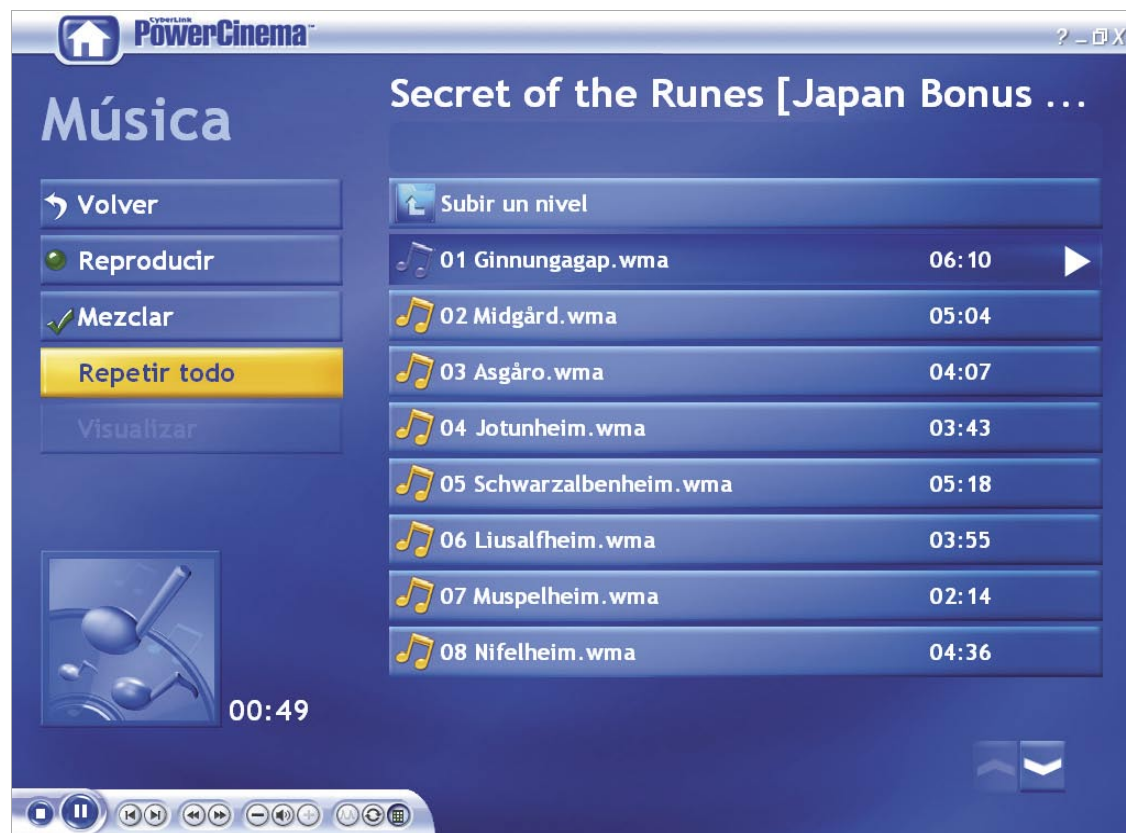 CyberLink
PowerCinema
? _ X
Música
Secret of the Runes [Japan Bonus ...
Volver
Reproducir
Mezclar
Repetir todo
Visualizar
Subir un nivel
01 Ginnungagap.wma 06:10
02 Midgård.wma 05:04
03 Asgåro.wma 04:07
04 Jotunheim.wma 03:43
05 Schwarzalbenheim.wma 05:18
06 Liusalfheim.wma 03:55
07 Muspelheim.wma 02:14
08 Nifelheim.wma 04:36
00:49